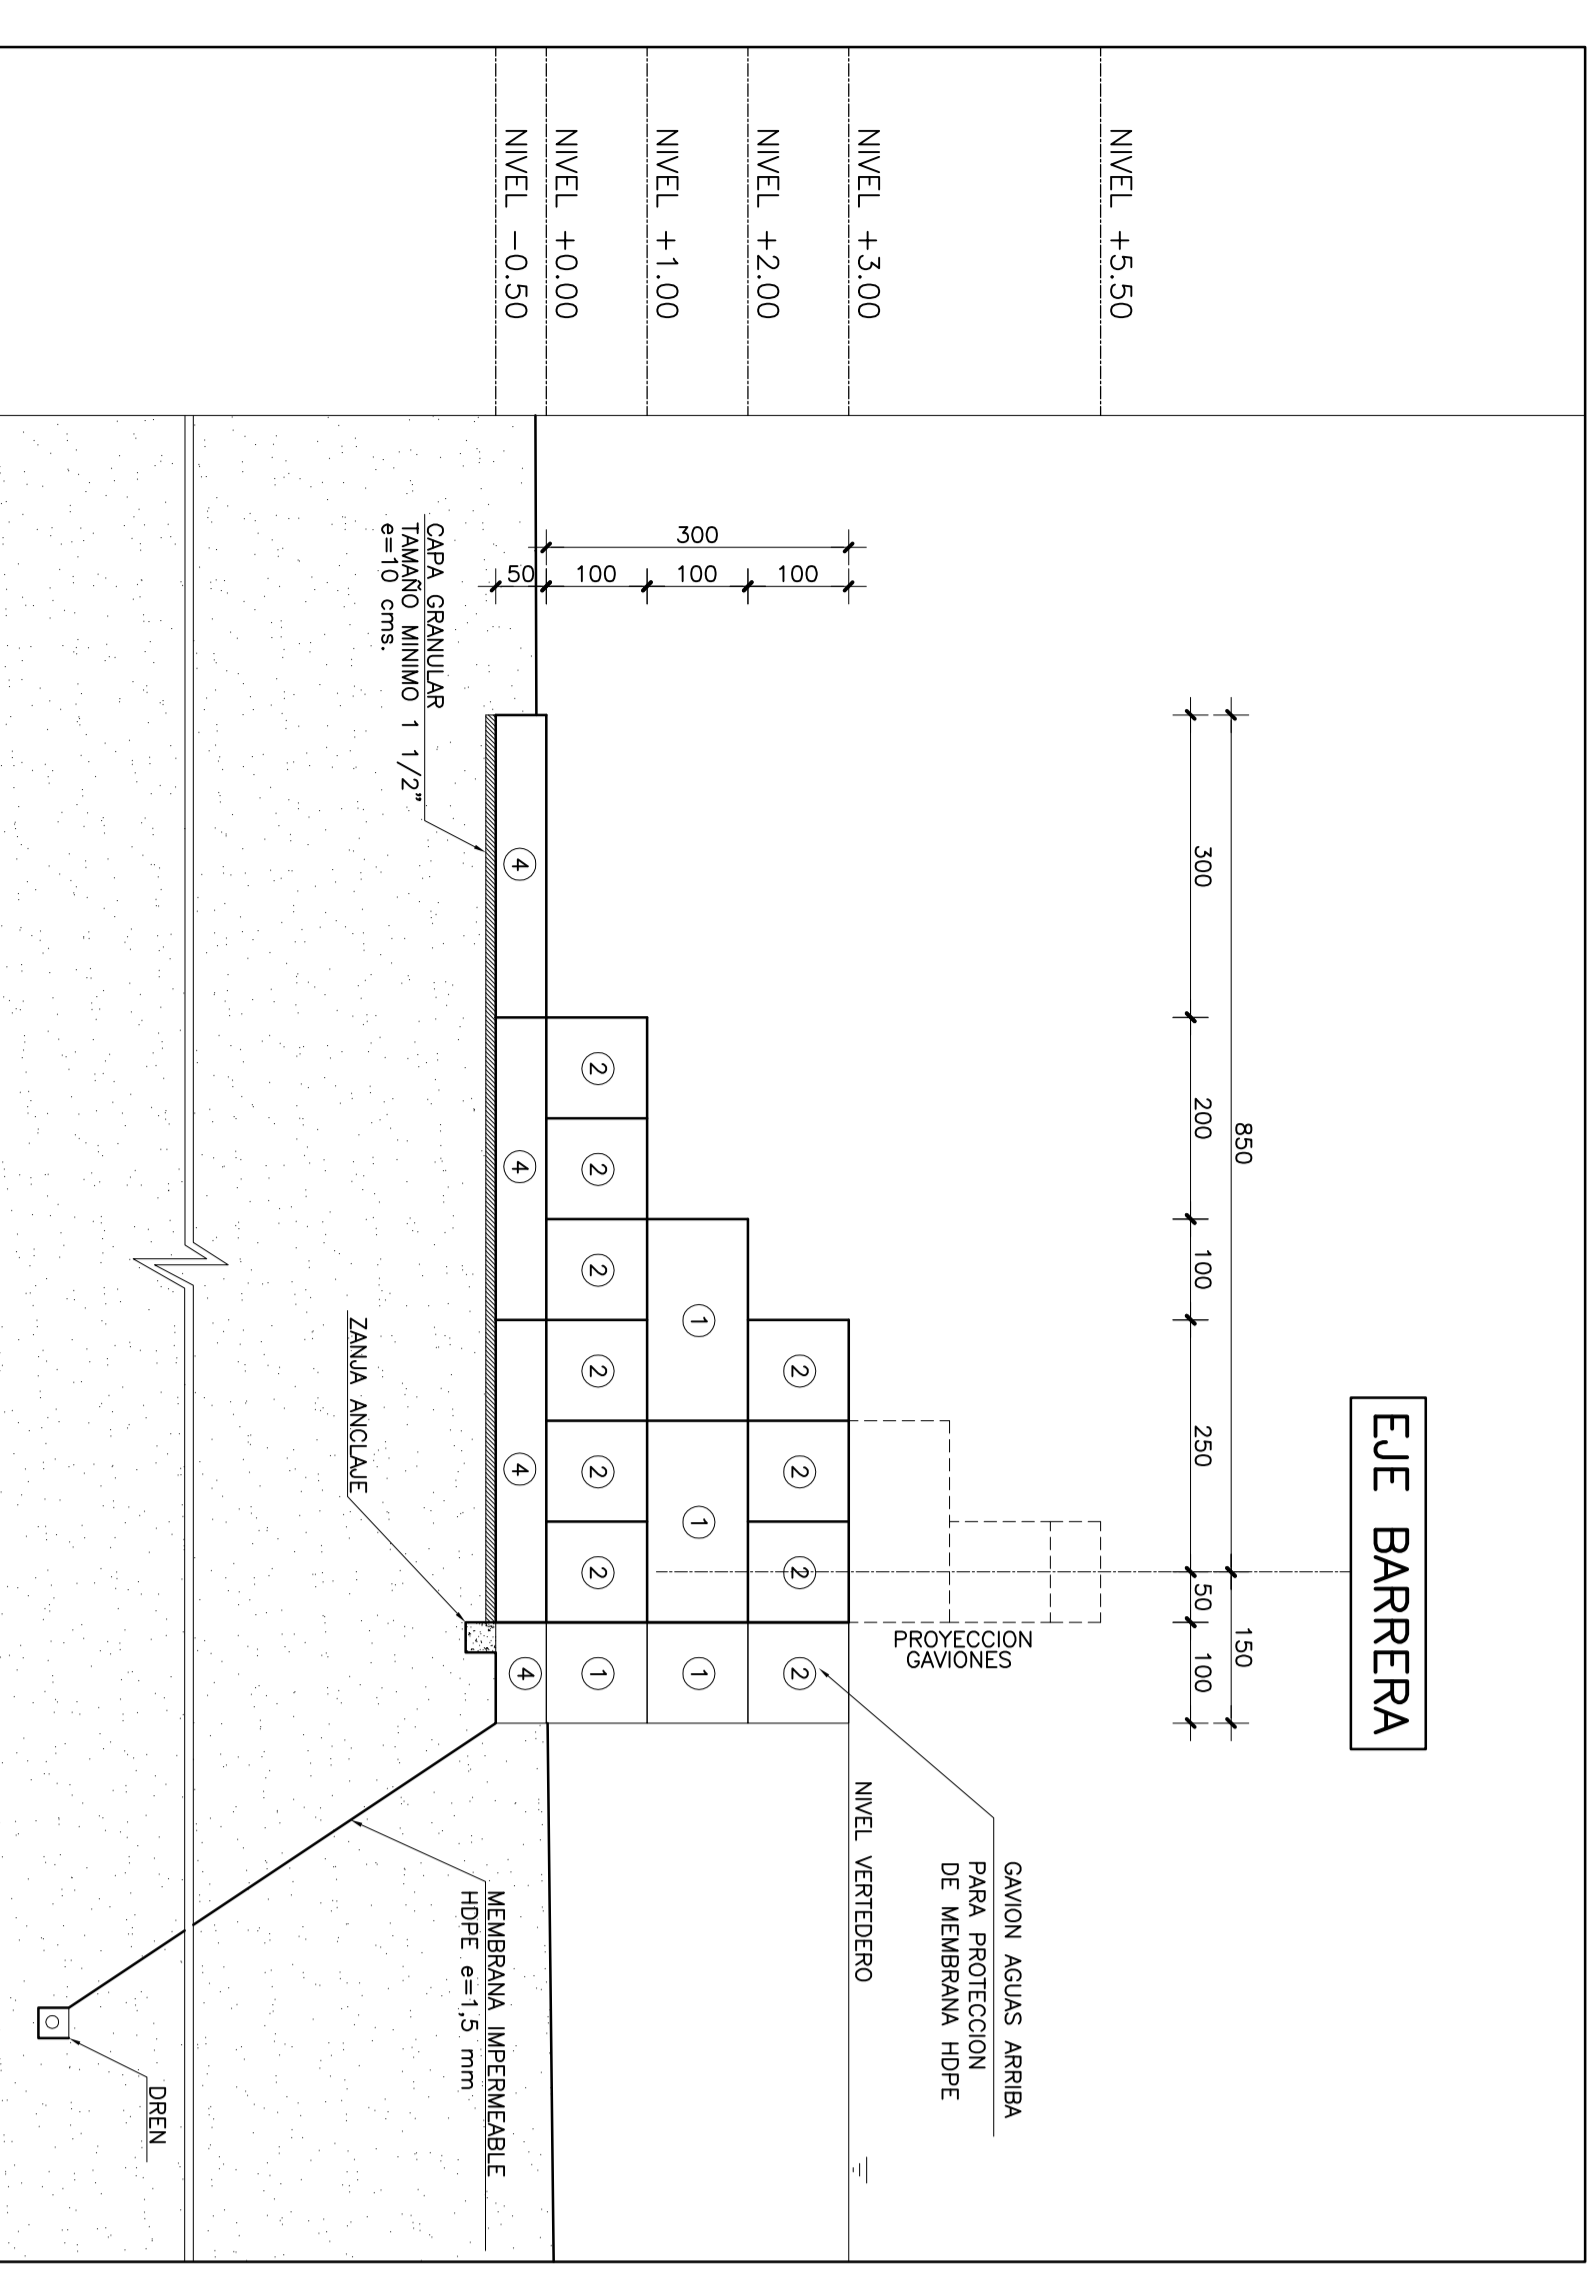 EJE BARRERA
850
150
300
200
100
250
50
100
NIVEL +5.50
NIVEL +3.00
NIVEL +2.00
NIVEL +1.00
NIVEL +0.00
NIVEL -0.50
300
100
100
100
50
PROYECCION
GAVIONES
GAVION AGUAS ARRIBA
PARA PROTECCION
DE MEMBRANA HDPE
NIVEL VERTEDERO
2
2
2
2
1
1
1
2
2
2
2
2
2
1
4
4
4
4
CAPA GRANULAR
TAMAÑO MINIMO 1 1/2"
e=10 cms.
ZANJA ANCLAJE
MEMBRANA IMPERMEABLE
HDPE e=1,5 mm
DREN